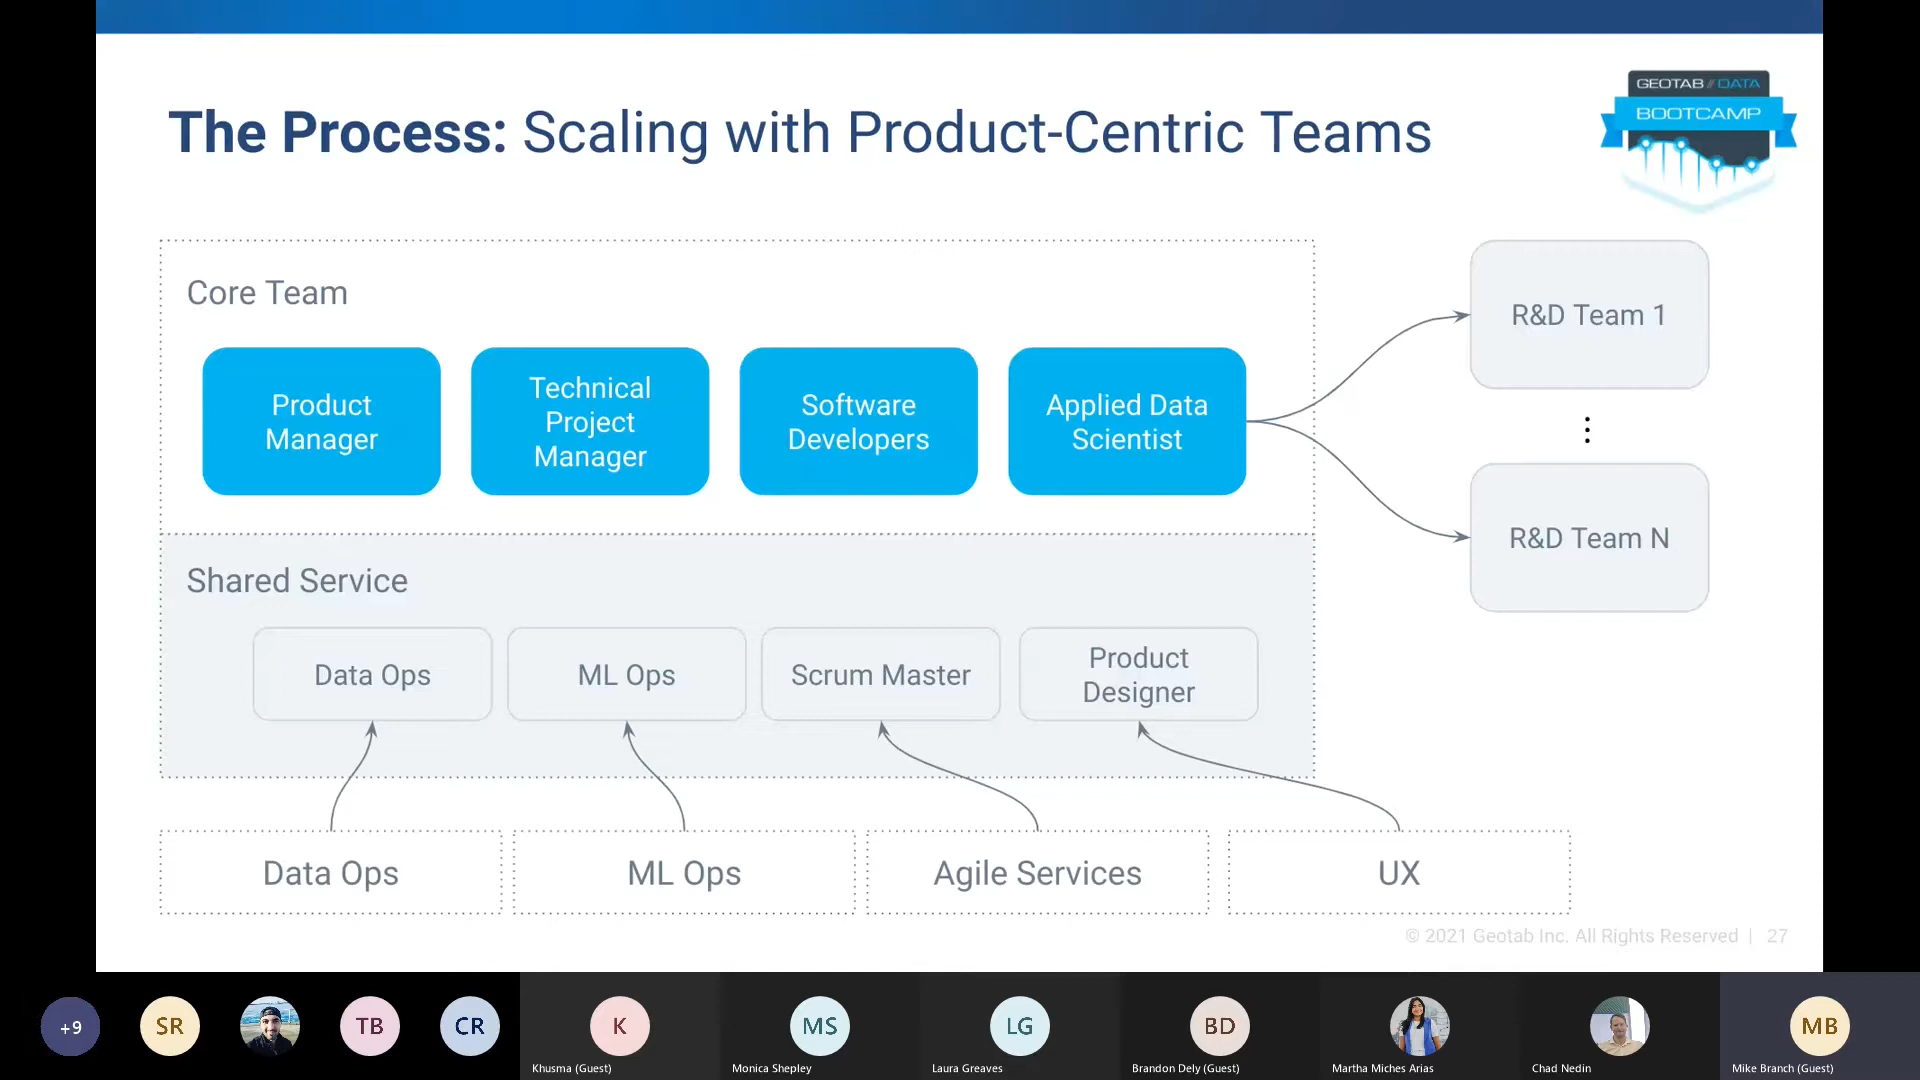 GEOTAB // DATA
BOOTCAMP
The Process: Scaling with Product-Centric Teams
Core Team
Product
Manager
Technical
Project
Manager
Software
Developers
Applied Data
Scientist
R&D Team 1
⋮
R&D Team N
Shared Service
Data Ops
ML Ops
Scrum Master
Product
Designer
Data Ops
ML Ops
Agile Services
UX
© 2021 Geotab Inc. All Rights Reserved | 27
+9
SR
TB
CR
K
MS
LG
BD
MB
Khusma (Guest)
Monica Shepley
Laura Greaves
Brandon Dely (Guest)
Martha Miches Arias
Chad Nedin
Mike Branch (Guest)